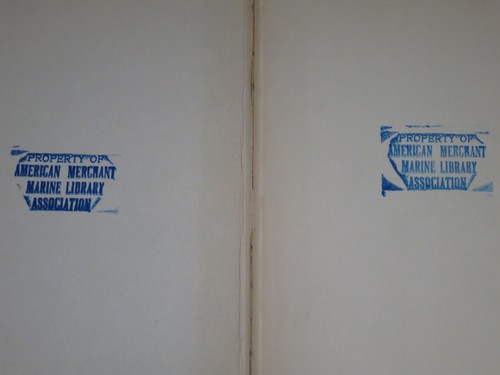 PROPERTY OF
AMERICAN MERCHANT
MARINE LIBRARY
ASSOCIATION
PROPERTY OF
AMERICAN MERCHANT
MARINE LIBRARY
ASSOCIATION